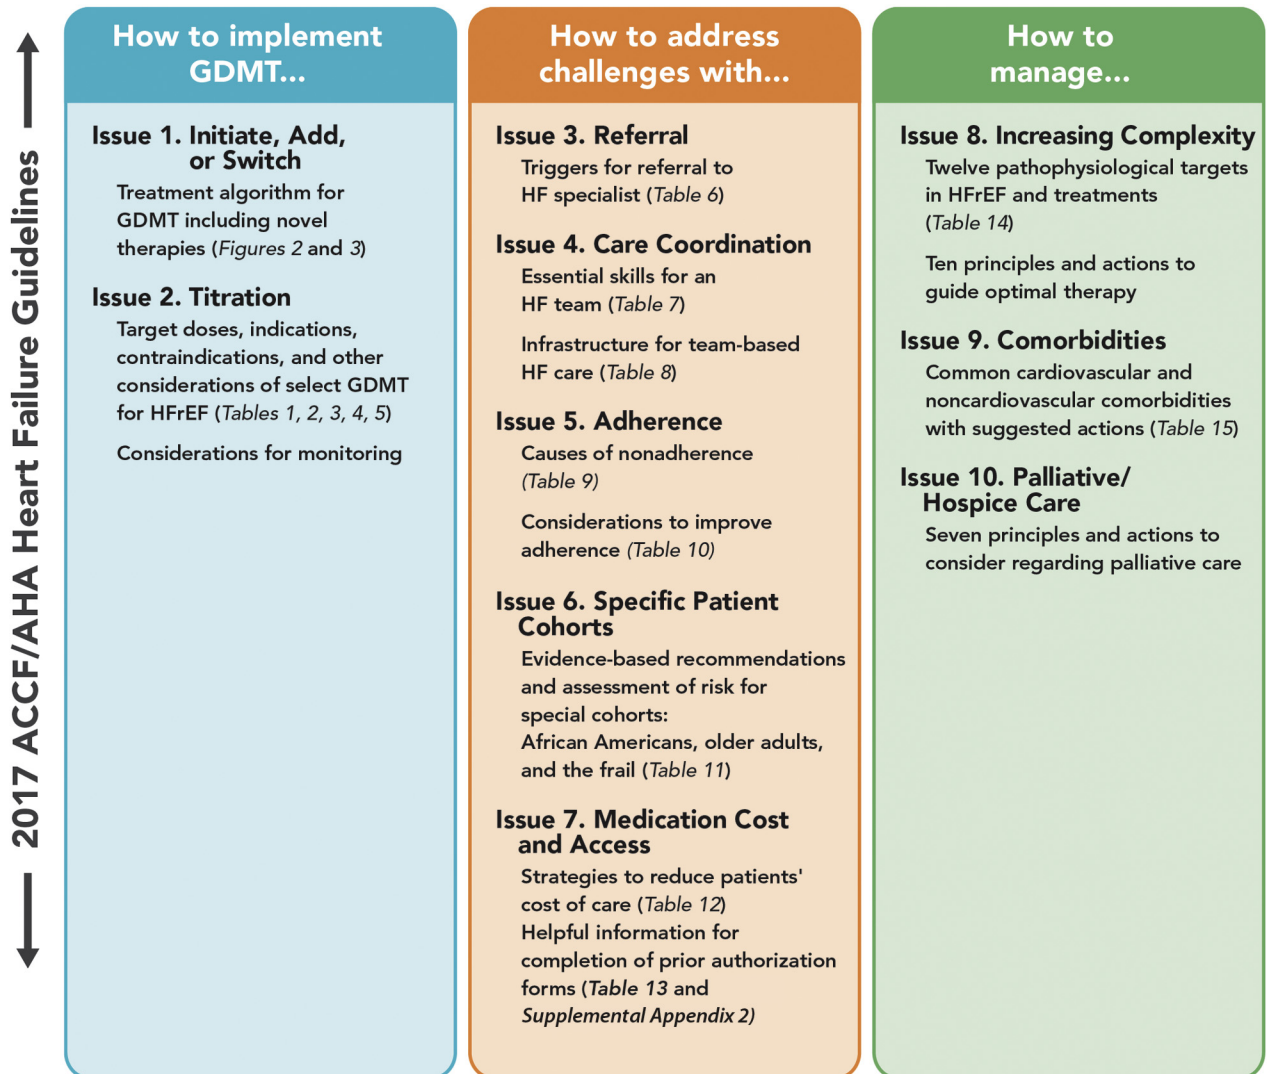 2017 ACCF/AHA Heart Failure Guidelines
How to implement
GDMT...
Issue 1. Initiate, Add,
or Switch
Treatment algorithm for
GDMT including novel
therapies (Figures 2 and 3)
Issue 2. Titration
Target doses, indications,
contraindications, and other
considerations of select GDMT
for HFrEF (Tables 1, 2, 3, 4, 5)
Considerations for monitoring
How to address
challenges with...
Issue 3. Referral
Triggers for referral to
HF specialist (Table 6)
Issue 4. Care Coordination
Essential skills for an
HF team (Table 7)
Infrastructure for team-based
HF care (Table 8)
Issue 5. Adherence
Causes of nonadherence
(Table 9)
Considerations to improve
adherence (Table 10)
Issue 6. Specific Patient
Cohorts
Evidence-based recommendations
and assessment of risk for
special cohorts:
African Americans, older adults,
and the frail (Table 11)
Issue 7. Medication Cost
and Access
Strategies to reduce patients'
cost of care (Table 12)
Helpful information for
completion of prior authorization
forms (Table 13 and
Supplemental Appendix 2)
How to
manage...
Issue 8. Increasing Complexity
Twelve pathophysiological targets
in HFrEF and treatments
(Table 14)
Ten principles and actions to
guide optimal therapy
Issue 9. Comorbidities
Common cardiovascular and
noncardiovascular comorbidities
with suggested actions (Table 15)
Issue 10. Palliative/
Hospice Care
Seven principles and actions to
consider regarding palliative care